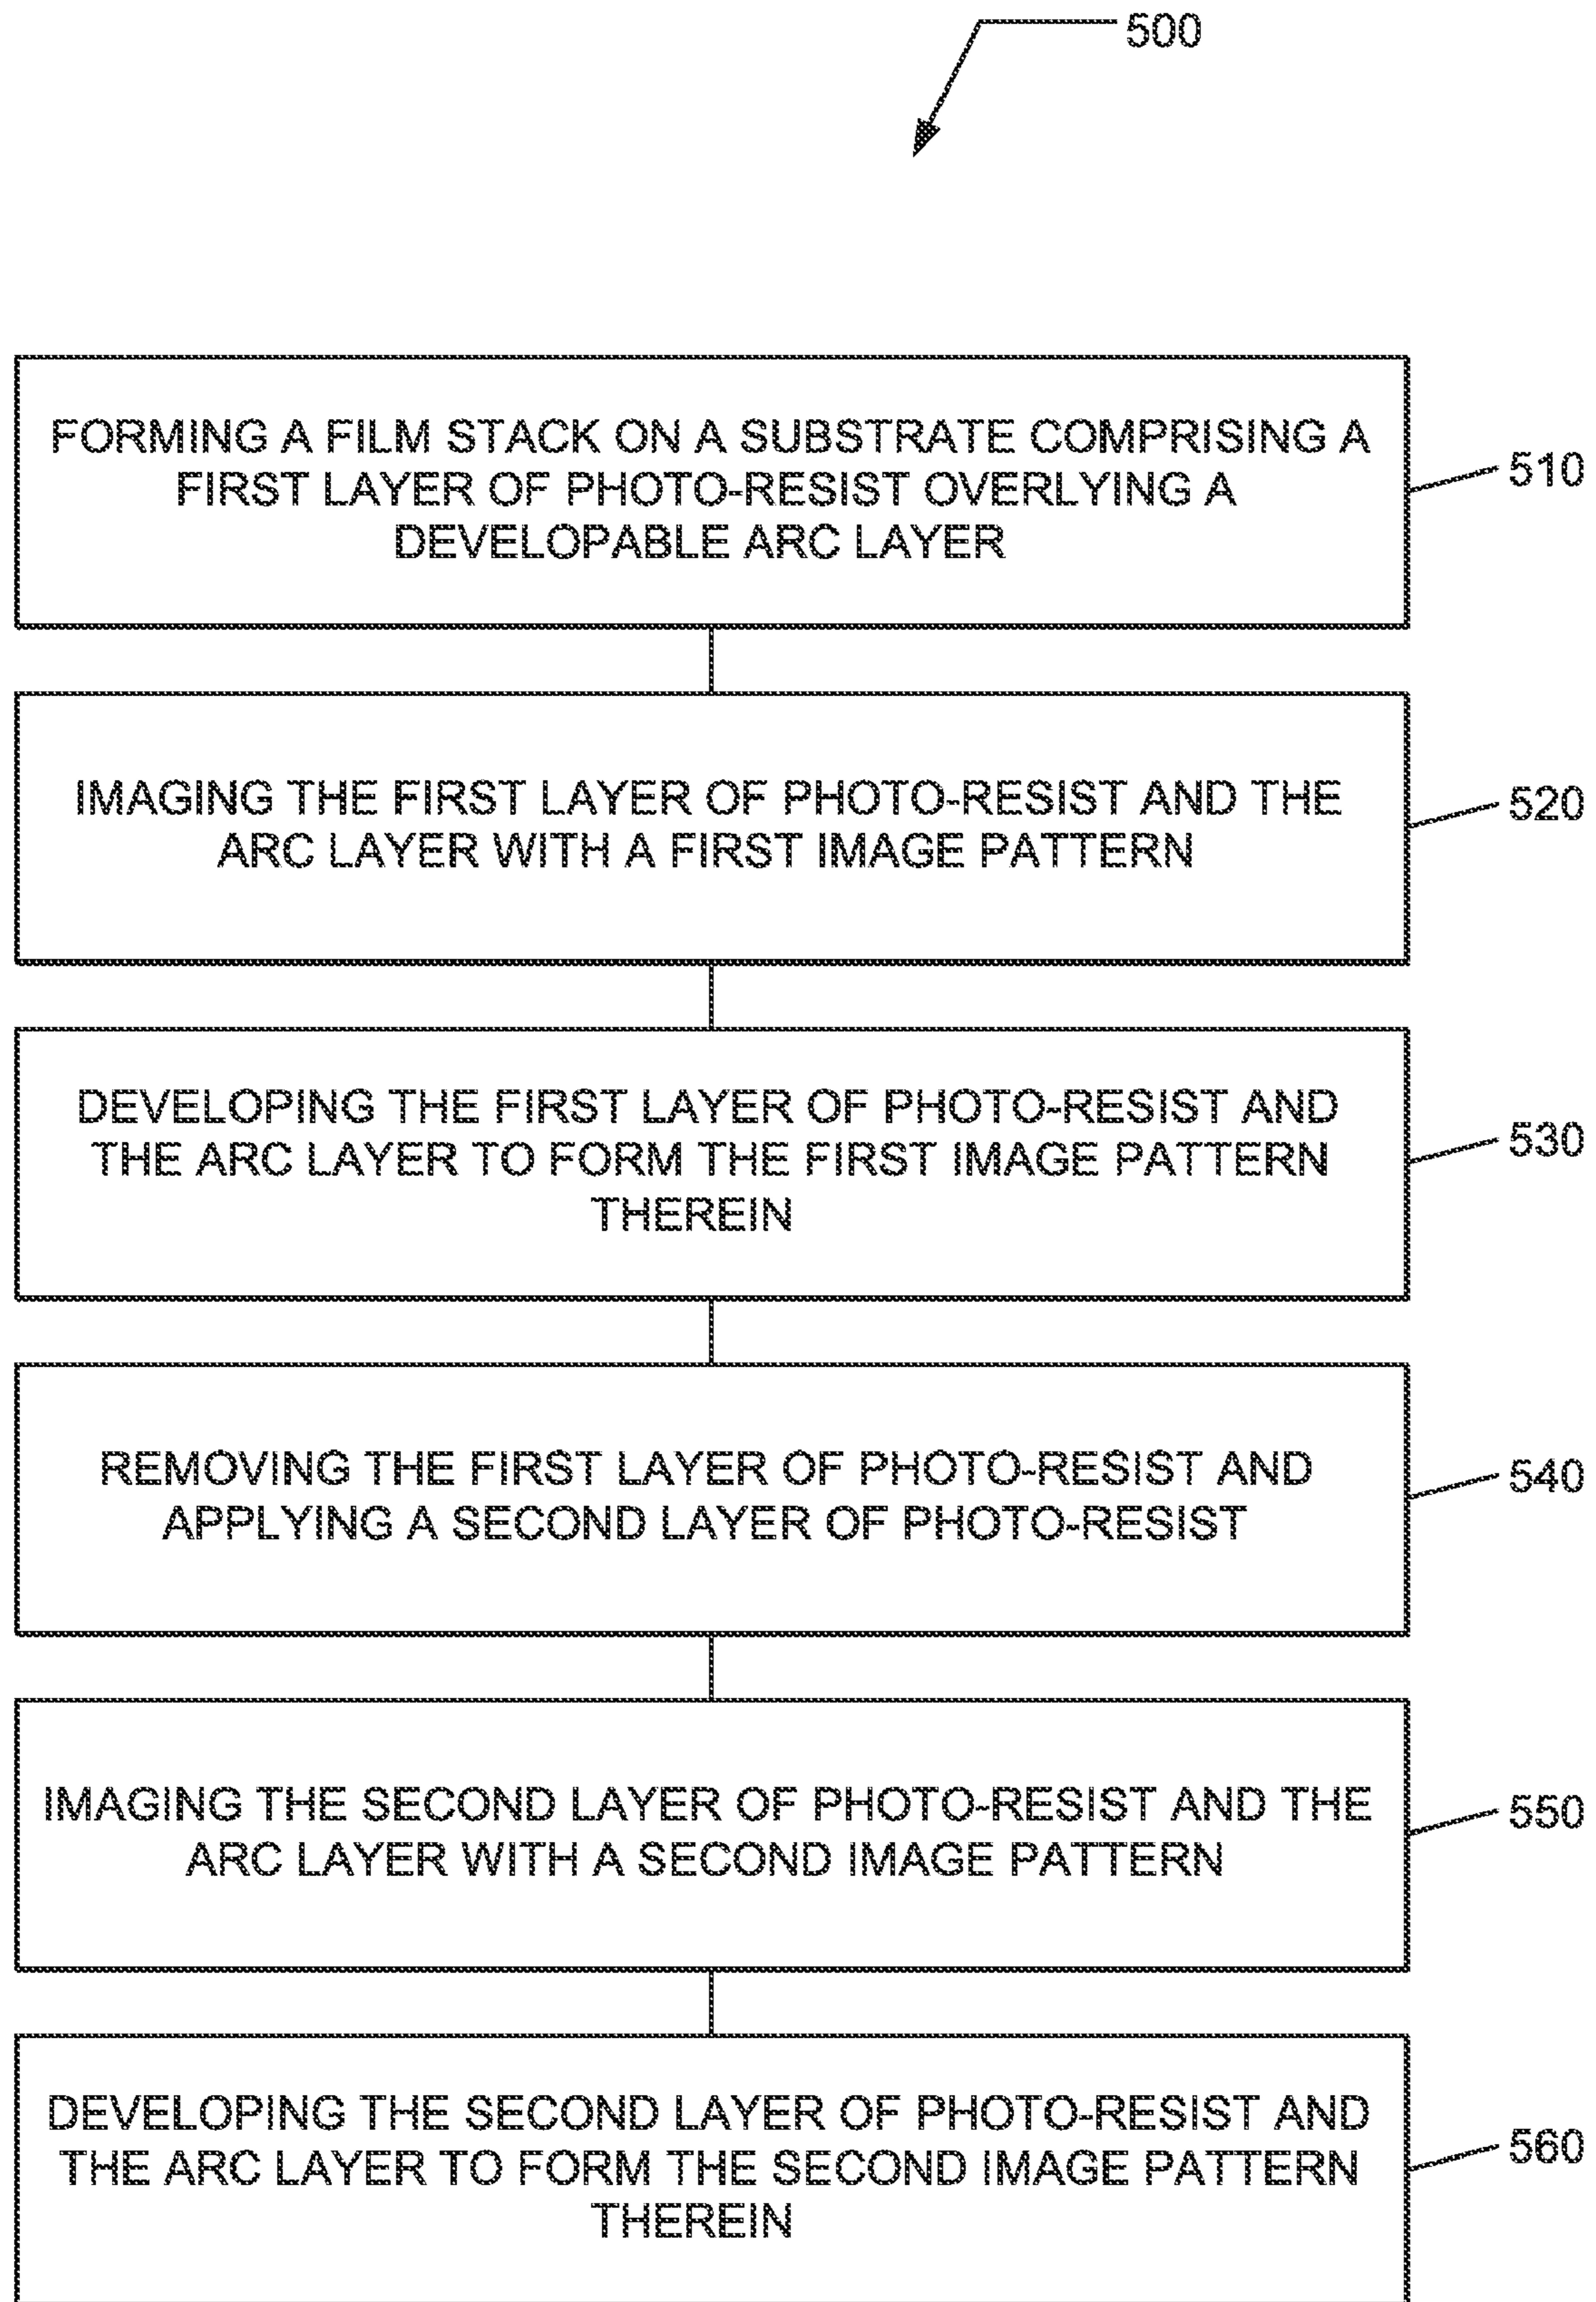 500
FORMING A FILM STACK ON A SUBSTRATE COMPRISING A
FIRST LAYER OF PHOTO-RESIST OVERLYING A
DEVELOPABLE ARC LAYER
510
IMAGING THE FIRST LAYER OF PHOTO-RESIST AND THE
ARC LAYER WITH A FIRST IMAGE PATTERN
520
DEVELOPING THE FIRST LAYER OF PHOTO-RESIST AND
THE ARC LAYER TO FORM THE FIRST IMAGE PATTERN
THEREIN
530
REMOVING THE FIRST LAYER OF PHOTO-RESIST AND
APPLYING A SECOND LAYER OF PHOTO-RESIST
540
IMAGING THE SECOND LAYER OF PHOTO-RESIST AND THE
ARC LAYER WITH A SECOND IMAGE PATTERN
550
DEVELOPING THE SECOND LAYER OF PHOTO-RESIST AND
THE ARC LAYER TO FORM THE SECOND IMAGE PATTERN
THEREIN
560